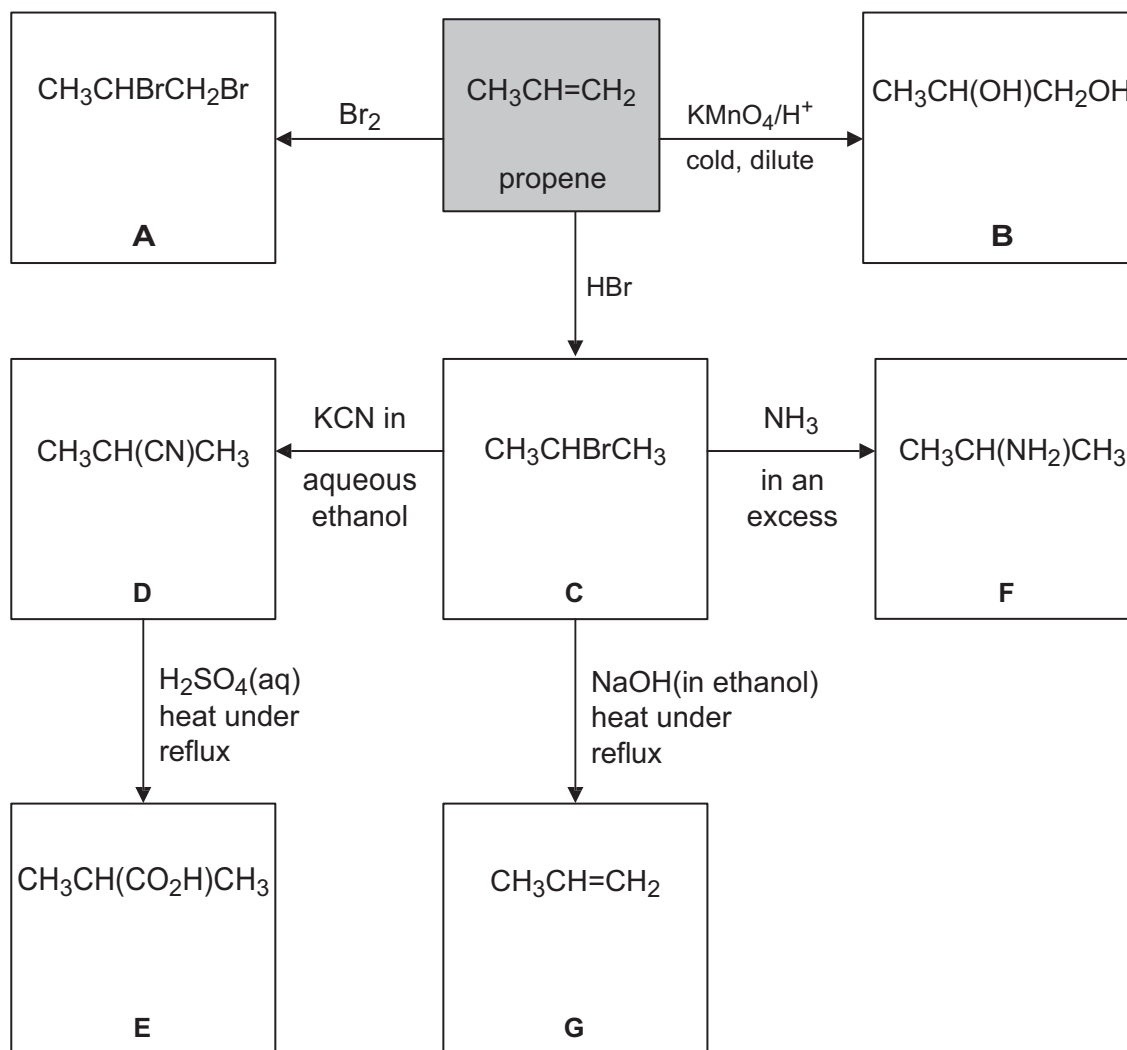 CH₃CHBrCH₂Br
A
Br₂
CH₃CH=CH₂
propene
KMnO₄/H⁺
cold, dilute
CH₃CH(OH)CH₂OH
B
HBr
CH₃CH(CN)CH₃
D
KCN in
aqueous
ethanol
CH₃CHBrCH₃
C
NH₃
in an
excess
CH₃CH(NH₂)CH₃
F
H₂SO₄(aq)
heat under
reflux
NaOH(in ethanol)
heat under
reflux
CH₃CH(CO₂H)CH₃
E
CH₃CH=CH₂
G